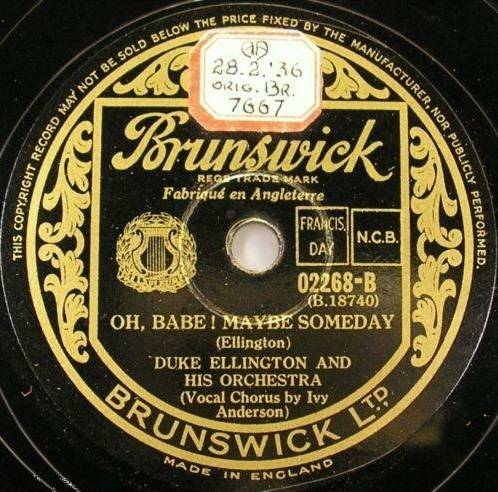 THIS COPYRIGHT RECORD MAY NOT BE SOLD BELOW THE PRICE FIXED BY THE MANUFACTURER, NOR PUBLICLY PERFORMED.
28.2.'36
ORIG. BR.
7667
Brunswick
REGD TRADE MARK
Fabriqué en Angleterre
FRANCIS, DAY
N.C.B.
02268-B
(B.18740)
OH, BABE! MAYBE SOMEDAY
(Ellington)
DUKE ELLINGTON AND
HIS ORCHESTRA
(Vocal Chorus by Ivy
Anderson)
BRUNSWICK LTD.
MADE IN ENGLAND